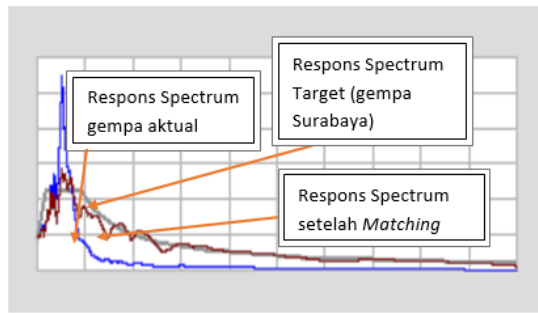 Respons Spectrum
gempa aktual
Respons Spectrum
Target (gempa
Surabaya)
Respons Spectrum
setelah Matching